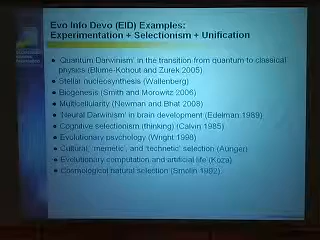 Evo Info Devo (EID) Examples:
Experimentation + Selectionism + Unification
● 'Quantum Darwinism' in the transition from quantum to classical
physics (Blume-Kohout and Zurek 2005)
● Stellar nucleosynthesis (Wallerstein)
● Biogenesis (Smith and Morowitz 2006)
● Multicellularity (Newman and Bhat 2008)
● 'Neural Darwinism' in brain development (Edelman 1989)
● Cognitive selectionism (thinking) (Calvin 1985)
● Evolutionary psychology (Wright 1998)
● Cultural, 'memetic', and 'technetic' selection (Aunger)
● Evolutionary computation and artificial life (Koza)
● Cosmological natural selection (Smolin 1992)